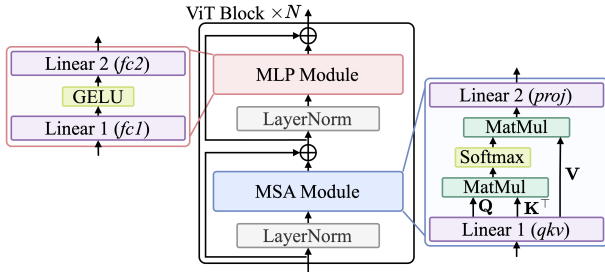 ViT Block ×N
Linear 2 (fc2)
GELU
Linear 1 (fc1)
MLP Module
LayerNorm
MSA Module
LayerNorm
Linear 2 (proj)
MatMul
Softmax
V
MatMul
Q
K⊤
Linear 1 (qkv)